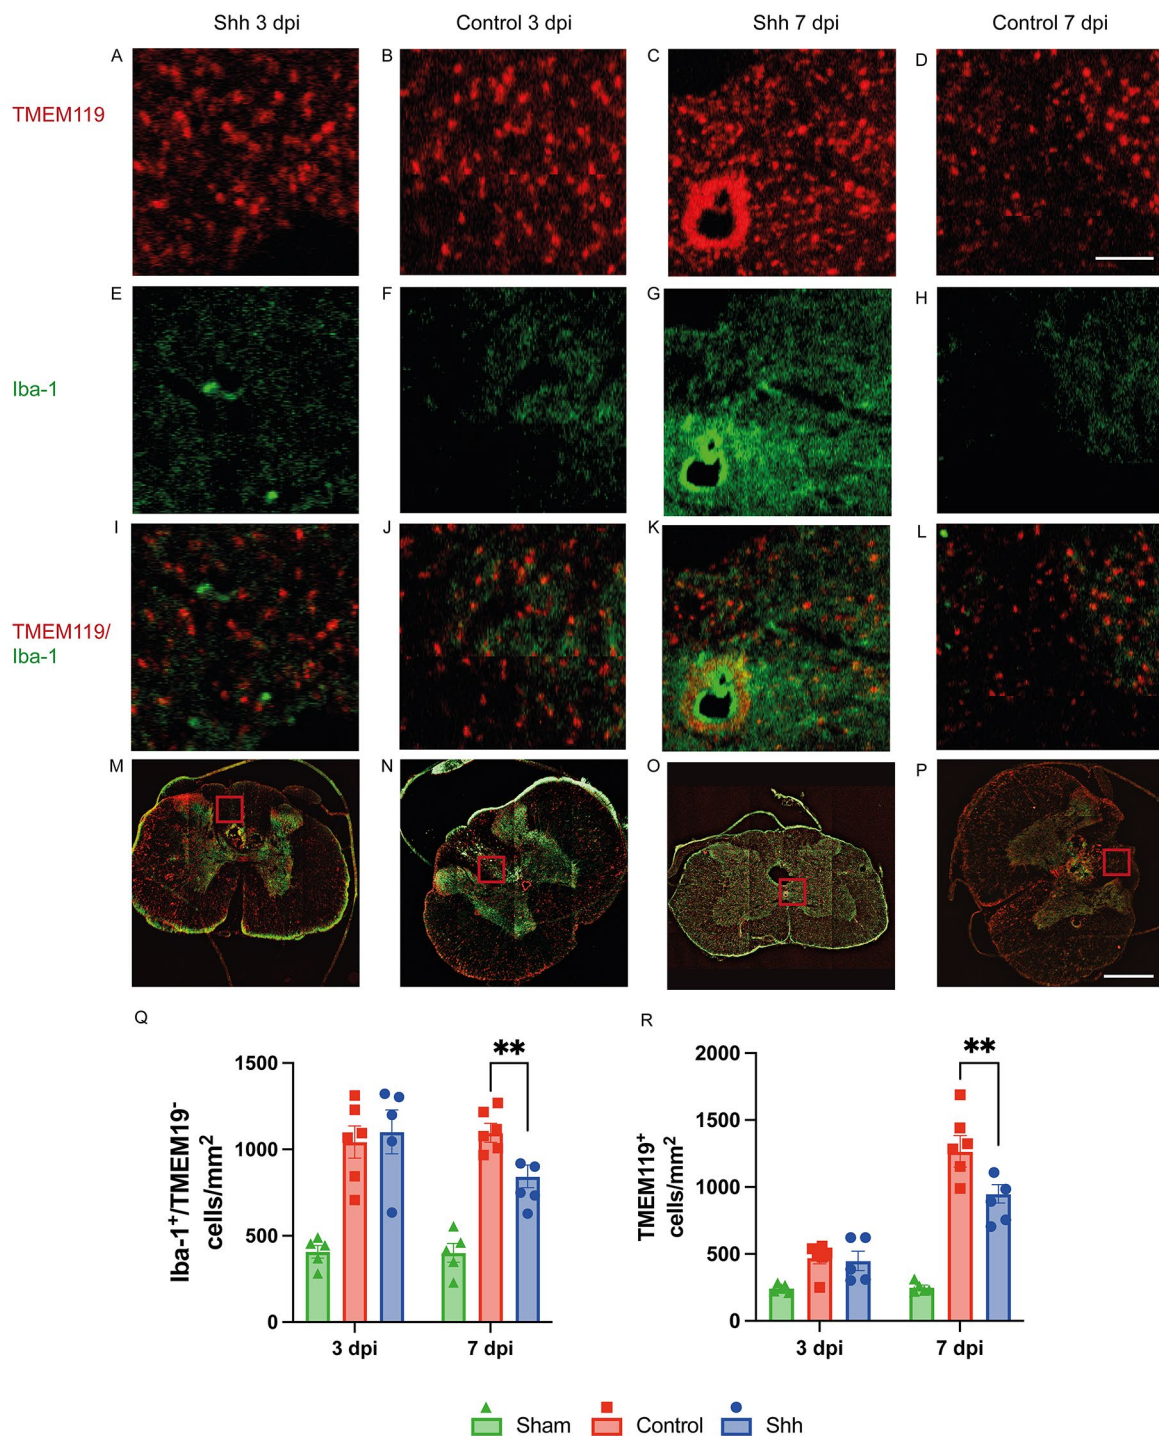 Shh 3 dpi Control 3 dpi Shh 7 dpi Control 7 dpi
A B C D
TMEM119
E F G H
Iba-1
I J K L
TMEM119/
Iba-1
M N O P
Q R
Iba-1⁺/TMEM19⁻
cells/mm²
1500
1000
500
0
**
3 dpi 7 dpi
TMEM119⁺
cells/mm²
2000
1500
1000
500
0
**
3 dpi 7 dpi
Sham Control Shh